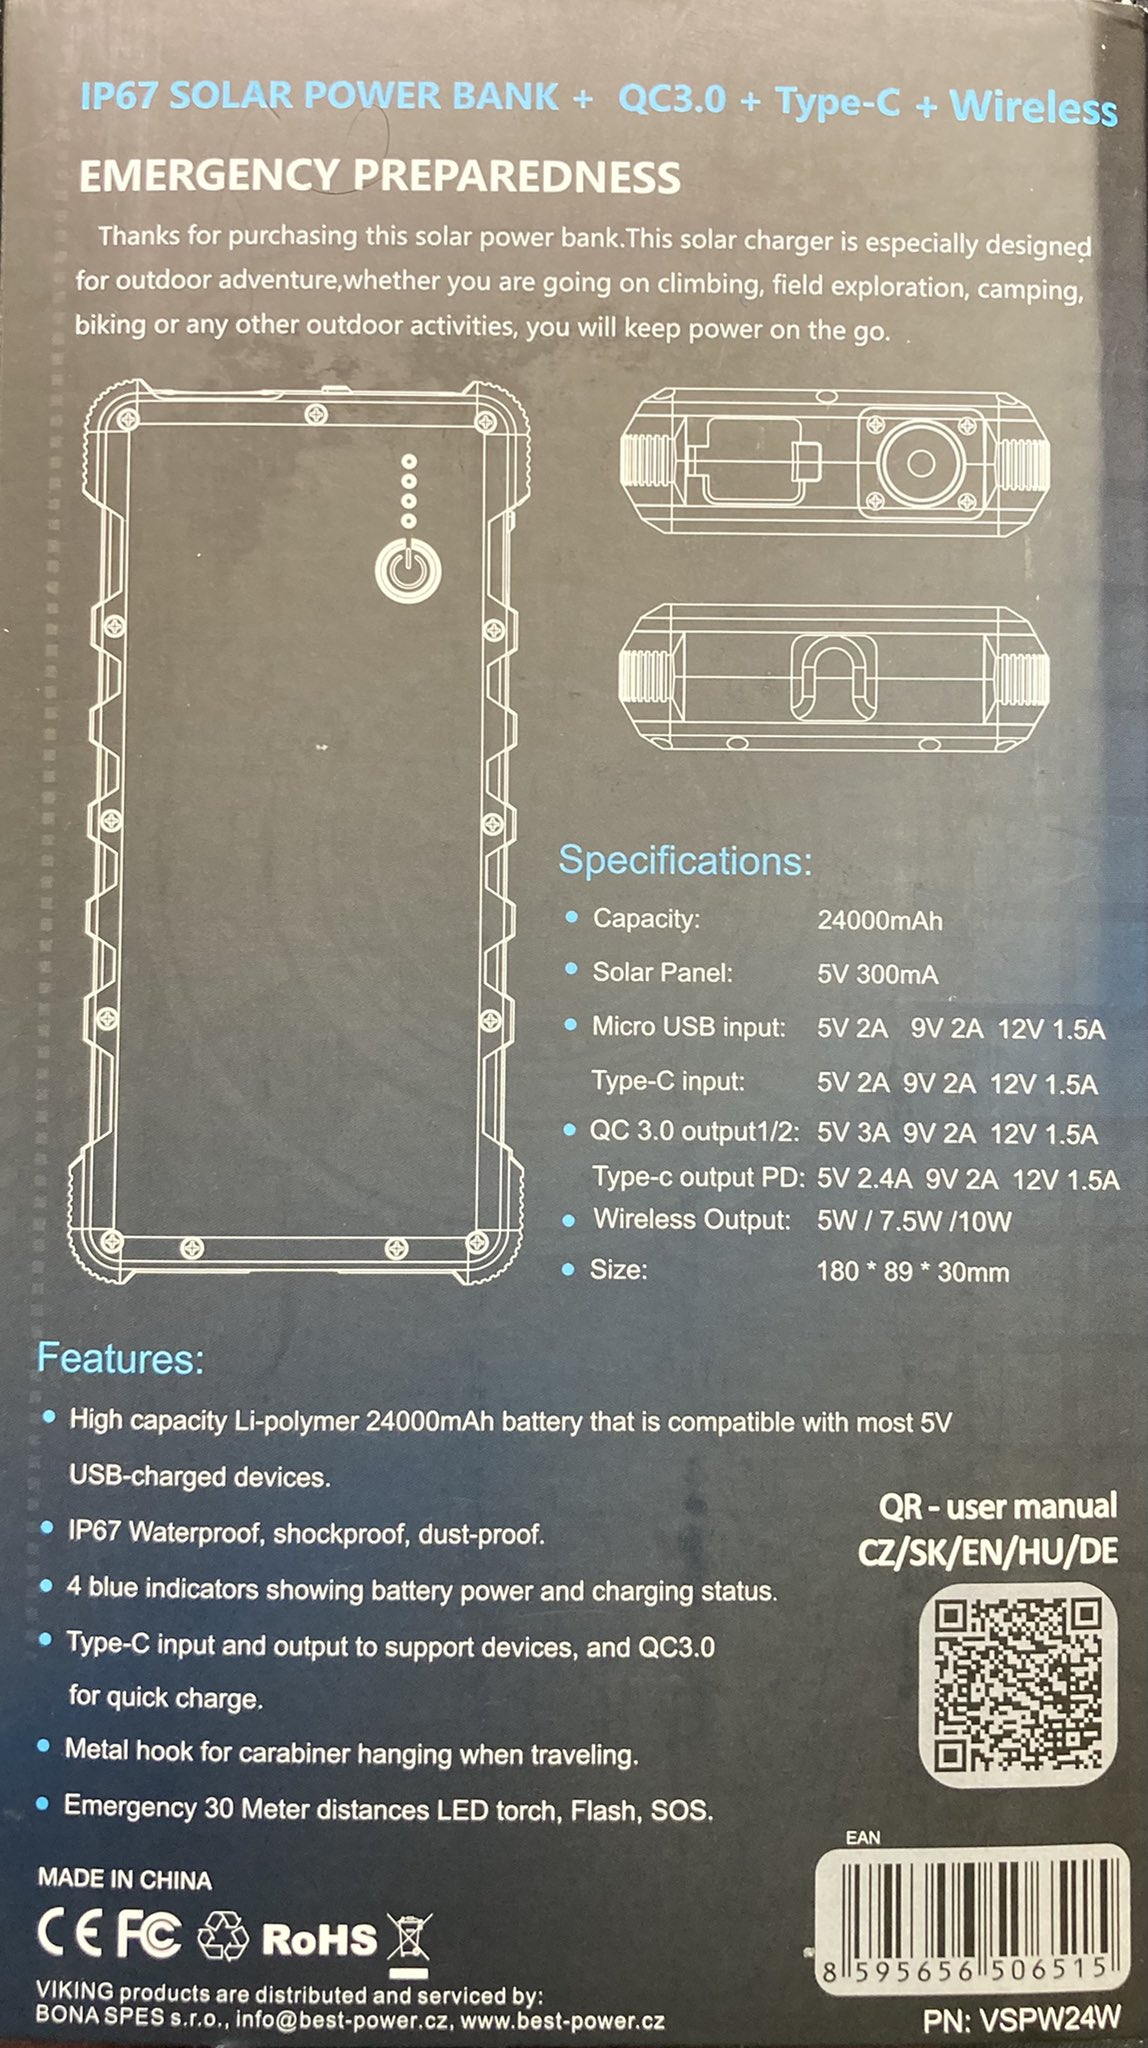 IP67 SOLAR POWER BANK + QC3.0 + Type-C + Wireless
EMERGENCY PREPAREDNESS
Thanks for purchasing this solar power bank.This solar charger is especially designed
for outdoor adventure,whether you are going on climbing, field exploration, camping,
biking or any other outdoor activities, you will keep power on the go.
Specifications:
• Capacity: 24000mAh
• Solar Panel: 5V 300mA
• Micro USB input: 5V 2A 9V 2A 12V 1.5A
Type-C input: 5V 2A 9V 2A 12V 1.5A
• QC 3.0 output1/2: 5V 3A 9V 2A 12V 1.5A
Type-c output PD: 5V 2.4A 9V 2A 12V 1.5A
• Wireless Output: 5W / 7.5W /10W
• Size: 180 * 89 * 30mm
Features:
• High capacity Li-polymer 24000mAh battery that is compatible with most 5V
USB-charged devices.
• IP67 Waterproof, shockproof, dust-proof.
• 4 blue indicators showing battery power and charging status.
• Type-C input and output to support devices, and QC3.0
for quick charge.
• Metal hook for carabiner hanging when traveling.
• Emergency 30 Meter distances LED torch, Flash, SOS.
QR - user manual
CZ/SK/EN/HU/DE
EAN
8 595656 506515
PN: VSPW24W
MADE IN CHINA
CE FC RoHS
VIKING products are distributed and serviced by:
BONA SPES s.r.o., info@best-power.cz, www.best-power.cz